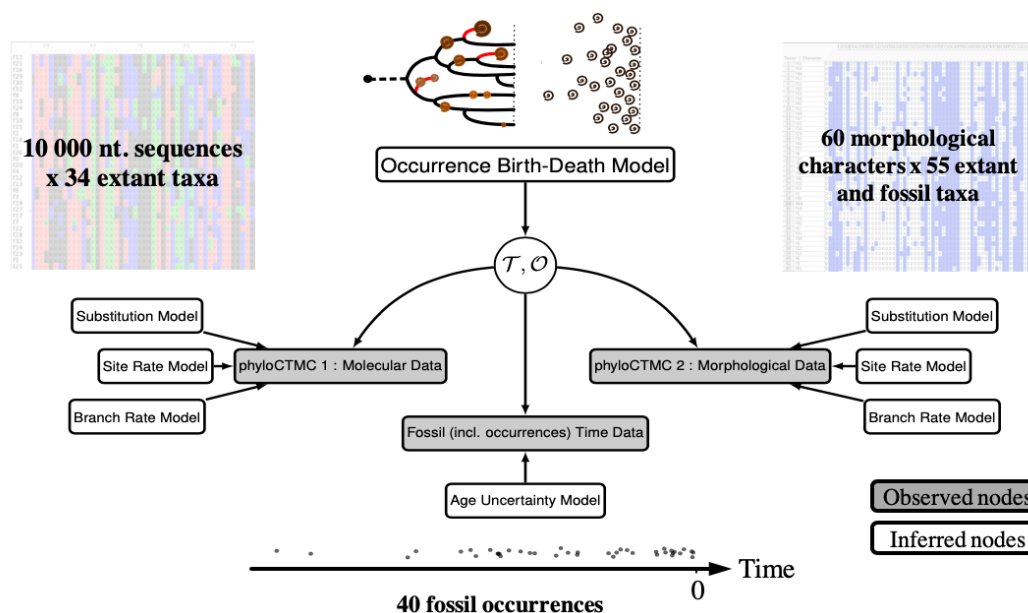 10 000 nt. sequences
x 34 extant taxa
Occurrence Birth-Death Model
60 morphological
characters x 55 extant
and fossil taxa
𝒯, 𝒪
Substitution Model
Site Rate Model
Branch Rate Model
phyloCTMC 1 : Molecular Data
Substitution Model
Site Rate Model
Branch Rate Model
phyloCTMC 2 : Morphological Data
Fossil (incl. occurrences) Time Data
Age Uncertainty Model
Observed nodes
Inferred nodes
Time
0
40 fossil occurrences